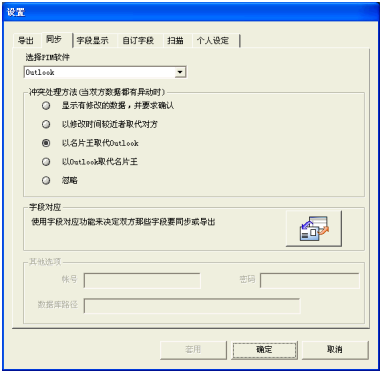 设置
导出 同步 字段显示 自订字段 扫描 个人设定
选择PIM软件
Outlook
冲突处理方法(当双方数据都有异动时)
显示有修改的数据，并要求确认
以修改时间较近者取代对方
以名片王取代Outlook
以Outlook取代名片王
忽略
字段对应
使用字段对应功能来决定双方那些字段要同步或导出
其他选项
帐号 密码
数据库路径
套用 确定 取消